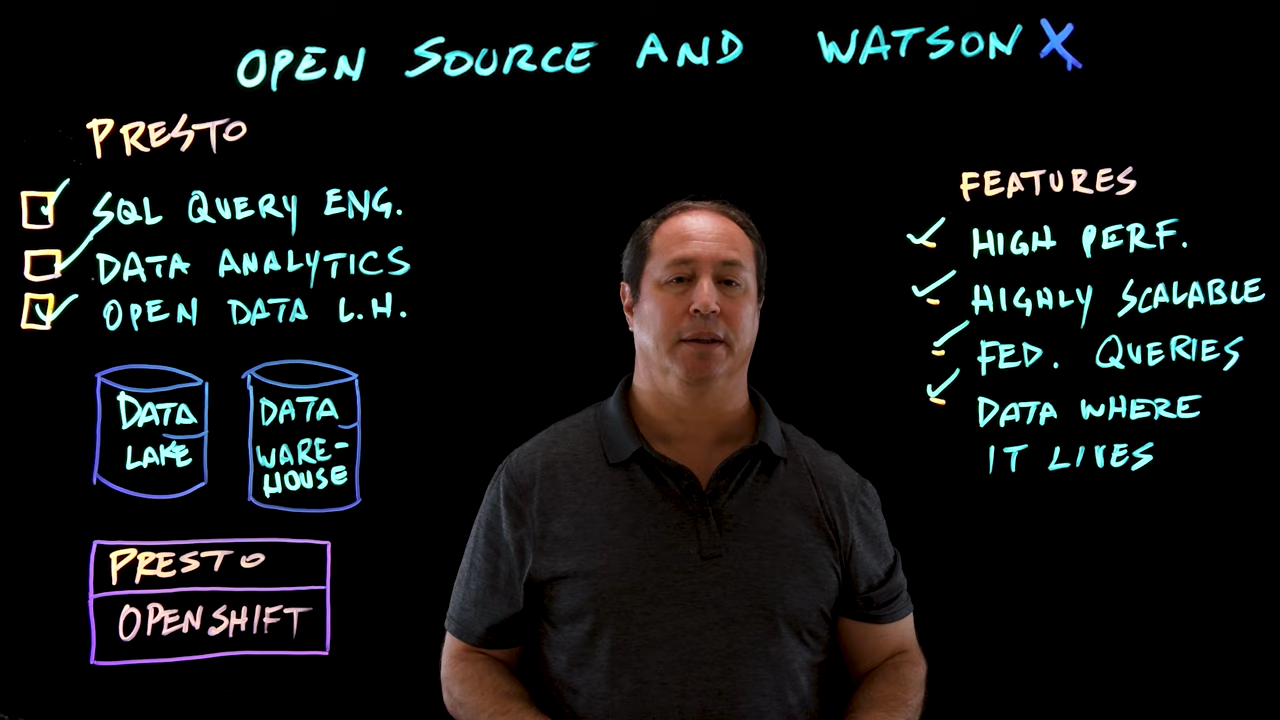 OPEN SOURCE AND WATSON X
PRESTO
SQL QUERY ENG.
DATA ANALYTICS
OPEN DATA L.H.
DATA
LAKE
DATA
WARE-
HOUSE
PRESTO
OPENSHIFT
FEATURES
HIGH PERF.
HIGHLY SCALABLE
FED. QUERIES
DATA WHERE
IT LIVES